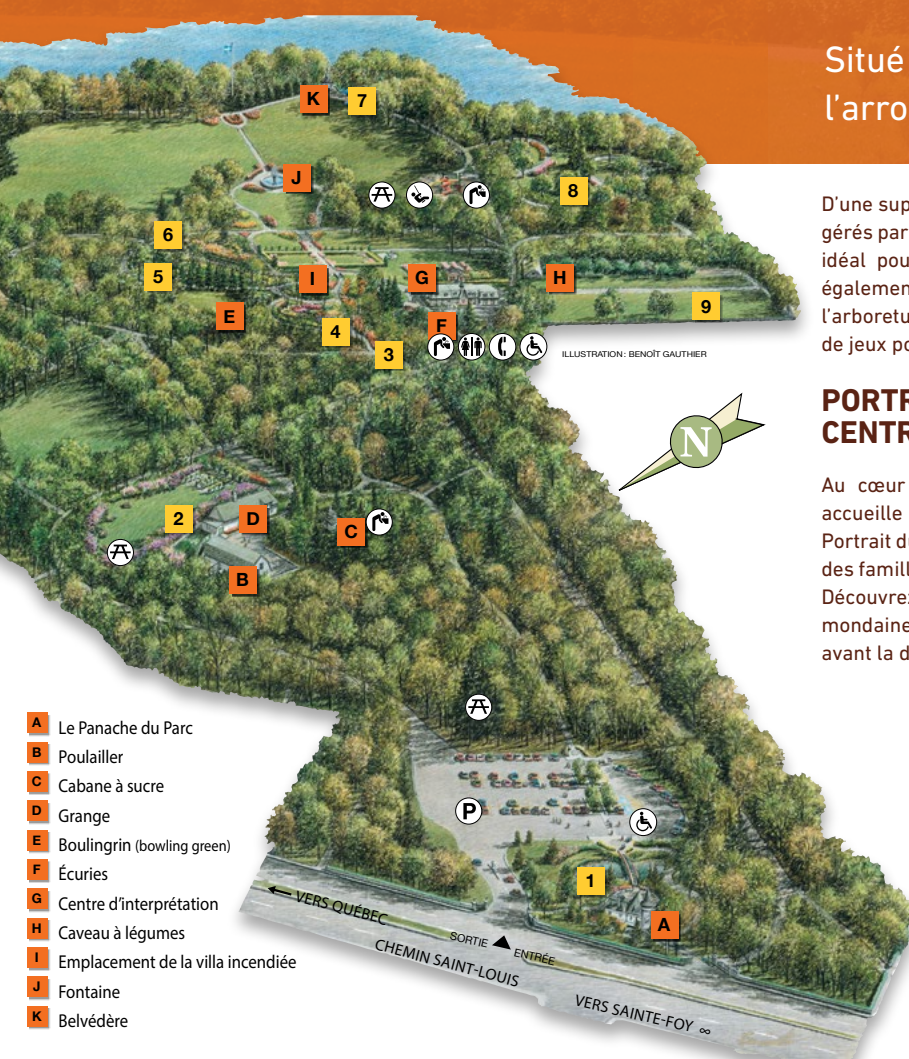 Situé
l'arro
K
7
J
8
6
5
I
G
H
E
9
4
F
3
ILLUSTRATION : BENOÎT GAUTHIER
N
2
D
C
B
P
1
A
VERS QUÉBEC
SORTIE ENTRÉE
CHEMIN SAINT-LOUIS
VERS SAINTE-FOY ∞
D'une sup
gérés par
idéal pou
également
l'arboretu
de jeux po
PORTR
CENTR
Au cœur
accueille
Portrait du
des famill
Découvrez
mondaine
avant la d
A Le Panache du Parc
B Poulailler
C Cabane à sucre
D Grange
E Boulingrin (bowling green)
F Écuries
G Centre d'interprétation
H Caveau à légumes
I Emplacement de la villa incendiée
J Fontaine
K Belvédère